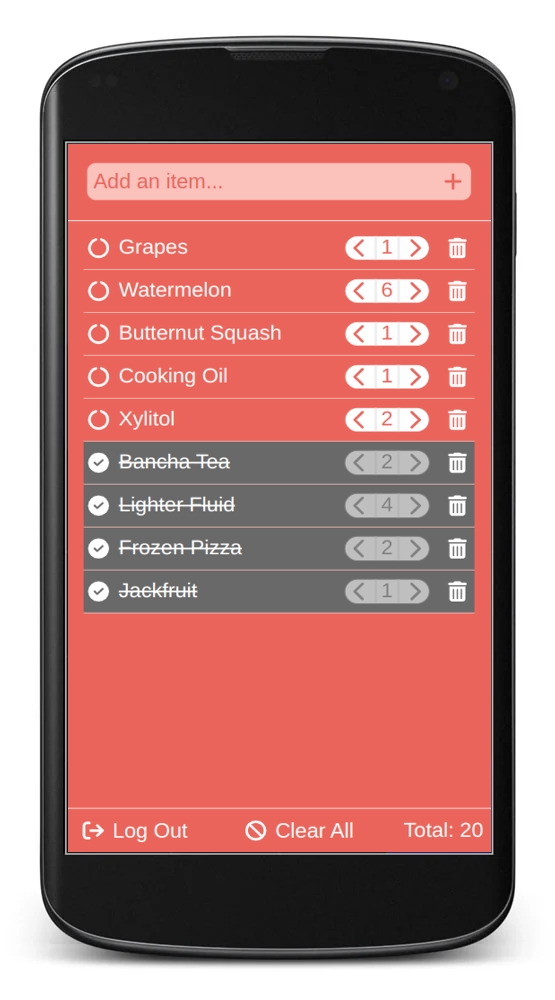 Add an item...
Grapes 1
Watermelon 6
Butternut Squash 1
Cooking Oil 1
Xylitol 2
Bancha Tea 2
Lighter Fluid 4
Frozen Pizza 2
Jackfruit 1
Log Out Clear All Total: 20